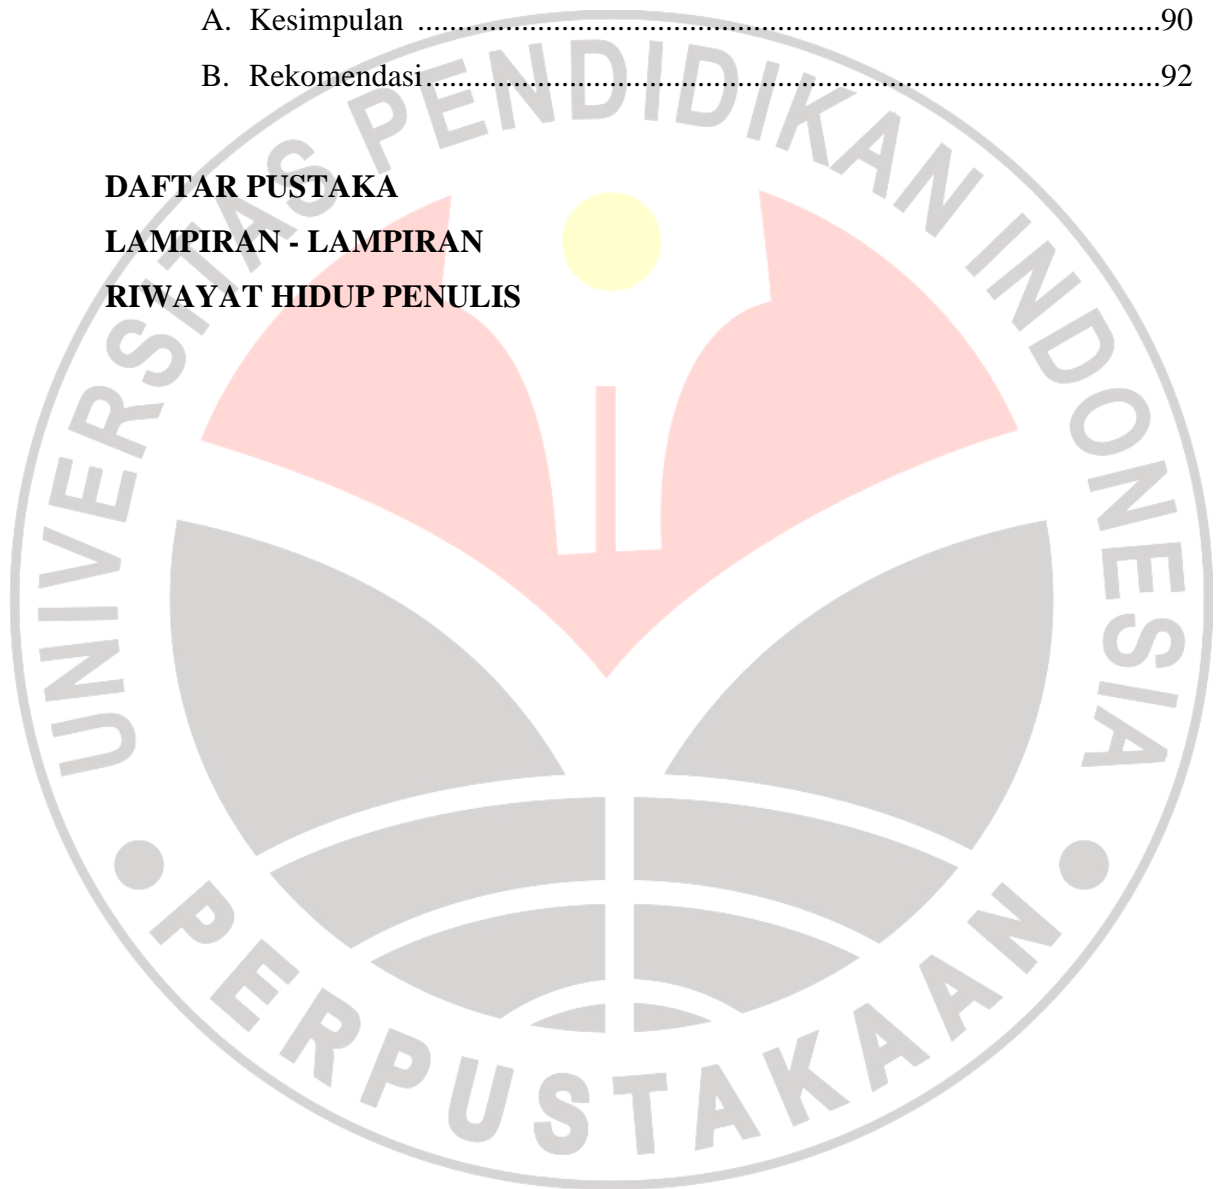 A. Kesimpulan ........................................................................................90
B. Rekomendasi.......................................................................................92
DAFTAR PUSTAKA
LAMPIRAN - LAMPIRAN
RIWAYAT HIDUP PENULIS
UNIVERSITAS PENDIDIKAN INDONESIA
PERPUSTAKAAN